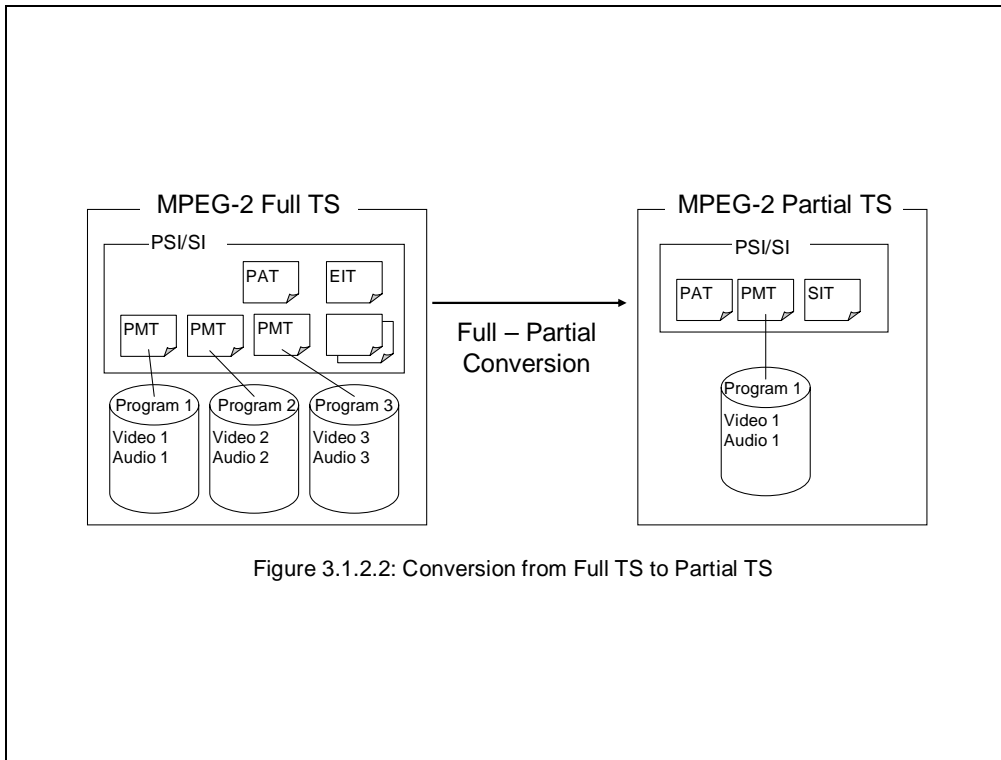 MPEG-2 Full TS
PSI/SI
PAT
EIT
PMT
PMT
PMT
Program 1
Program 2
Program 3
Video 1
Audio 1
Video 2
Audio 2
Video 3
Audio 3
Full – Partial
Conversion
MPEG-2 Partial TS
PSI/SI
PAT
PMT
SIT
Program 1
Video 1
Audio 1
Figure 3.1.2.2: Conversion from Full TS to Partial TS